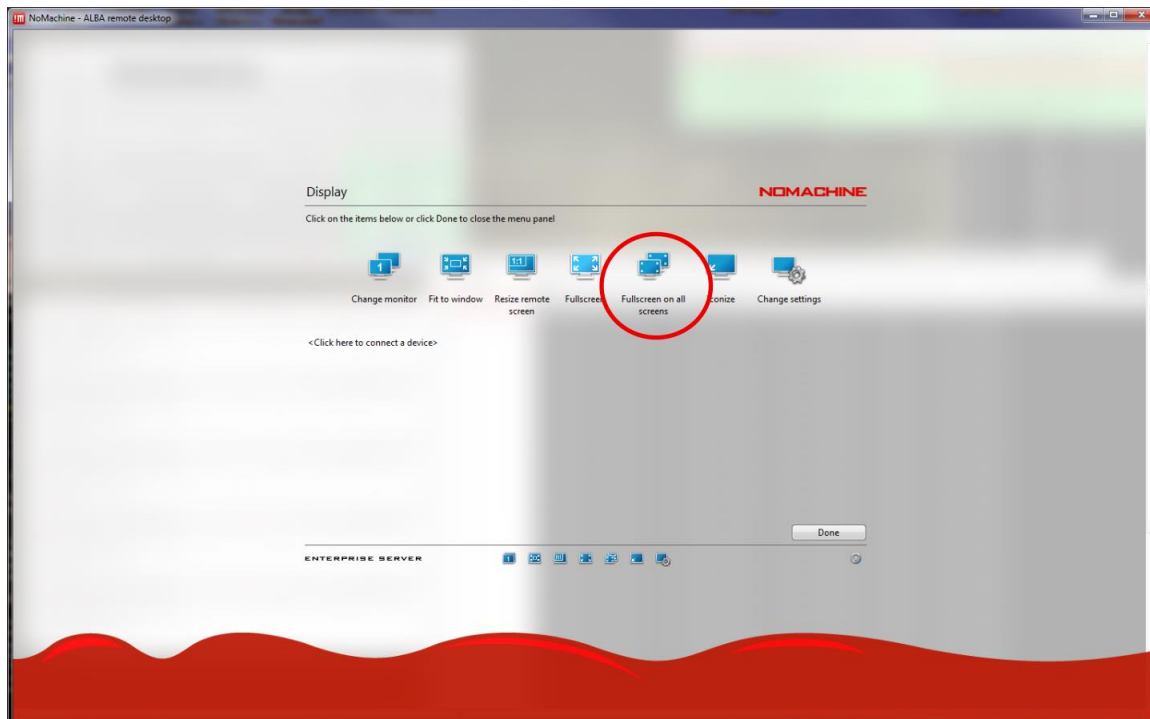 NoMachine - ALBA remote desktop
Display
NOMACHINE
Click on the items below or click Done to close the menu panel
1
1:1
Change monitor
Fit to window
Resize remote
screen
Fullscreen
Fullscreen on all
screens
Iconize
Change settings
<Click here to connect a device>
Done
ENTERPRISE SERVER